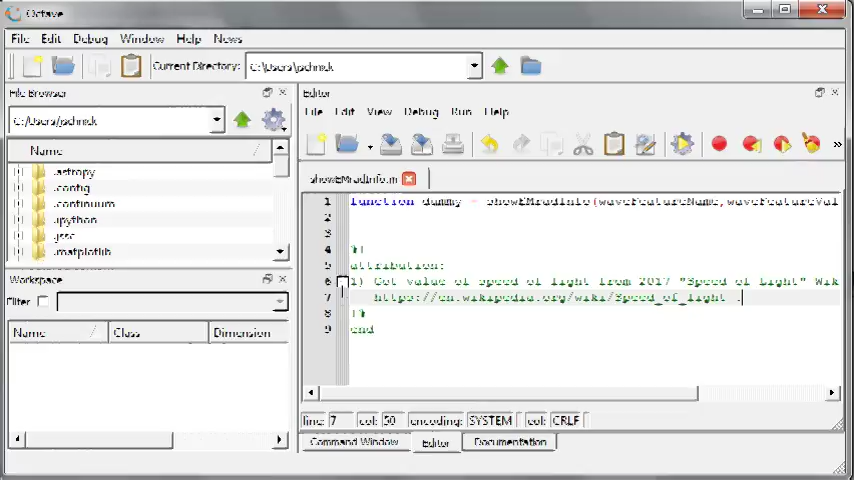 Octave
File Edit Debug Window Help News
Current Directory: C:\Users\jschnick
File Browser
Editor
C:/Users/jschnick
File Edit View Debug Run Help
Name
.astropy
.config
.continuum
.ipython
.jssc
.matplotlib
showEMradInfo.m
1 function dummy = showEMradInfo(waveFeatureName,waveFeatureVal
2
3
4 %{
5 attribution:
6 1) Got value of speed of light from 2017 "Speed of Light" Wik
7 https://en.wikipedia.org/wiki/Speed_of_light .
8 }%
9 end
Workspace
Filter
Name Class Dimension
line: 7 col: 50 encoding: SYSTEM eol: CRLF
Command Window Editor Documentation